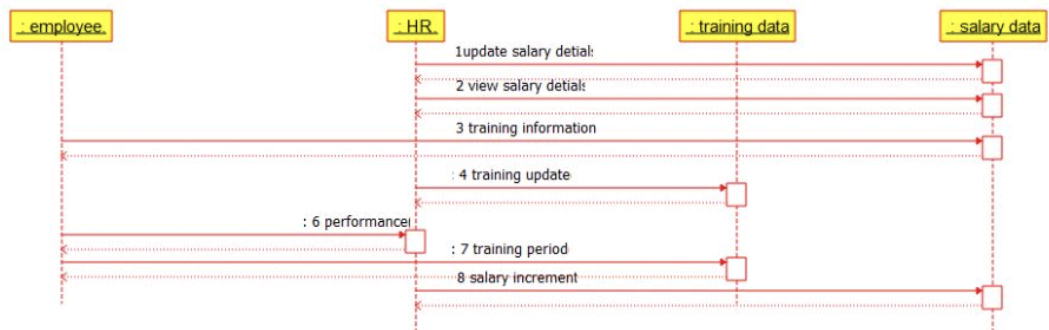 : employee.
: HR.
: training data
: salary data
1update salary detials
2 view salary detials
3 training information
: 4 training update
: 6 performance
: 7 training period
8 salary increment